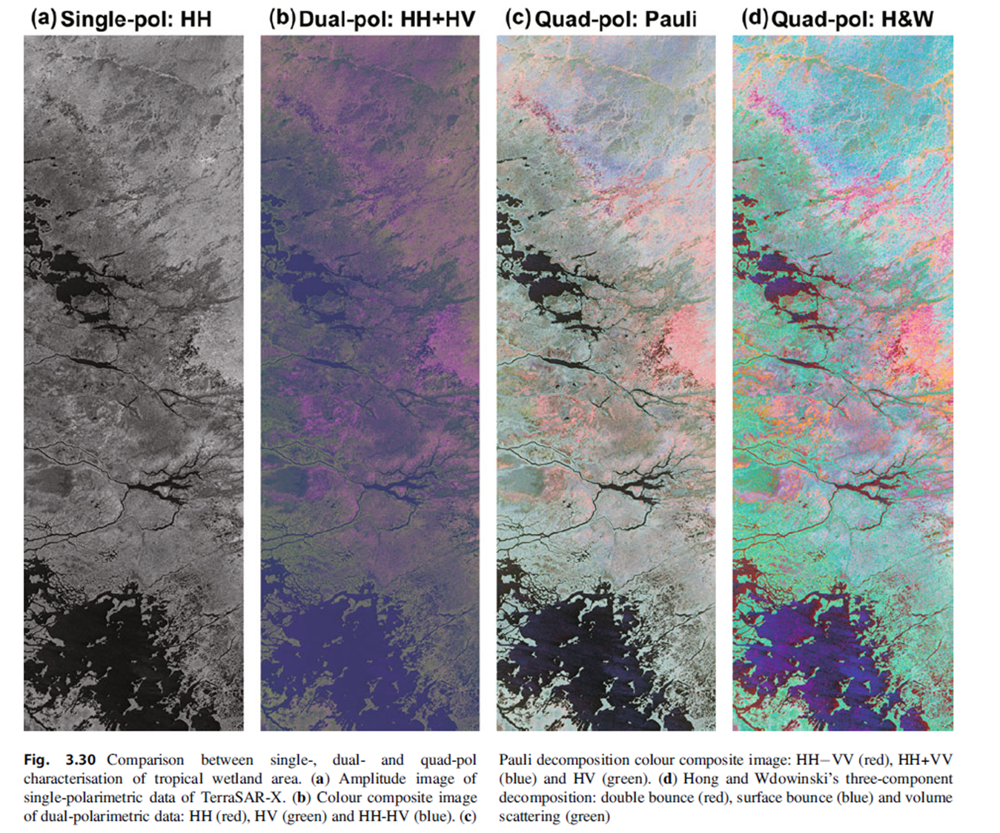 (a) Single-pol: HH
(b) Dual-pol: HH+HV
(c) Quad-pol: Pauli
(d) Quad-pol: H&W
Fig. 3.30 Comparison between single-, dual- and quad-pol
characterisation of tropical wetland area. (a) Amplitude image of
single-polarimetric data of TerraSAR-X. (b) Colour composite image
of dual-polarimetric data: HH (red), HV (green) and HH-HV (blue). (c)
Pauli decomposition colour composite image: HH−VV (red), HH+VV
(blue) and HV (green). (d) Hong and Wdowinski's three-component
decomposition: double bounce (red), surface bounce (blue) and volume
scattering (green)